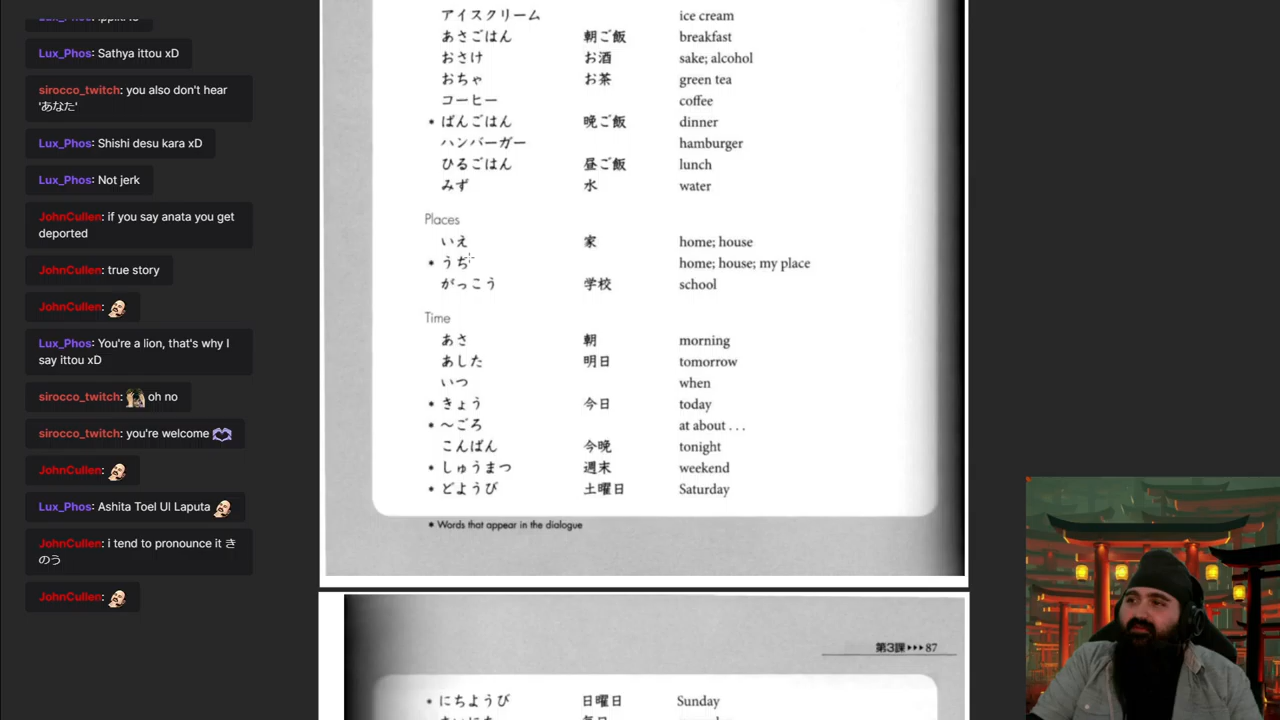 Lux_Phos: Sathya ittou xD
sirocco_twitch: you also don't hear
'あなた'
Lux_Phos: Shishi desu kara xD
Lux_Phos: Not jerk
JohnCullen: if you say anata you get
deported
JohnCullen: true story
JohnCullen:
Lux_Phos: You're a lion, that's why I
say ittou xD
sirocco_twitch: oh no
sirocco_twitch: you're welcome
JohnCullen:
Lux_Phos: Ashita Toel Ul Laputa
JohnCullen: i tend to pronounce it き
のう
JohnCullen:
アイスクリーム ice cream
あさごはん 朝ご飯 breakfast
おさけ お酒 sake; alcohol
おちゃ お茶 green tea
コーヒー coffee
* ばんごはん 晩ご飯 dinner
ハンバーガー hamburger
ひるごはん 昼ご飯 lunch
みず 水 water
Places
いえ 家 home; house
* うち home; house; my place
がっこう 学校 school
Time
あさ 朝 morning
あした 明日 tomorrow
いつ when
* きょう 今日 today
* 〜ごろ at about . . .
こんばん 今晩 tonight
* しゅうまつ 週末 weekend
* どようび 土曜日 Saturday
* Words that appear in the dialogue
第3課▶▶▶87
* にちようび 日曜日 Sunday